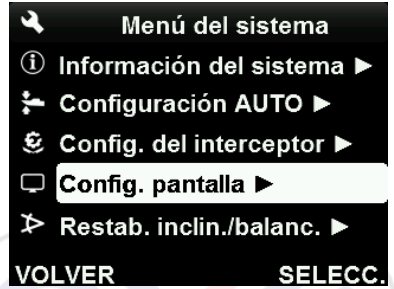 Menú del sistema
Información del sistema ▶
Configuración AUTO ▶
Config. del interceptor ▶
Config. pantalla ▶
Restab. inclin./balanc. ▶
VOLVER SELECC.